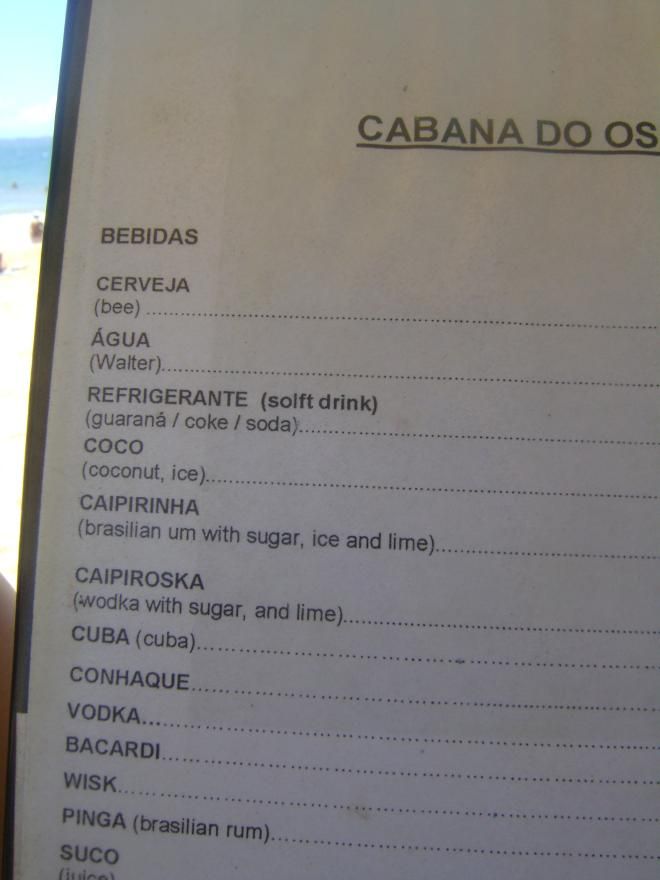 CABANA DO OS
BEBIDAS
CERVEJA
(bee) ........................................................
ÁGUA
(Walter)........................................................
REFRIGERANTE (solft drink)
(guaraná / coke / soda)........................................
COCO
(coconut, ice)..................................................
CAIPIRINHA
(brasilian um with sugar, ice and lime)........................
CAIPIROSKA
(wodka with sugar, and lime)...................................
CUBA (cuba)....................................................
CONHAQUE.......................................................
VODKA..........................................................
BACARDI........................................................
WISK...........................................................
PINGA (brasilian rum)..........................................
SUCO
(juice)